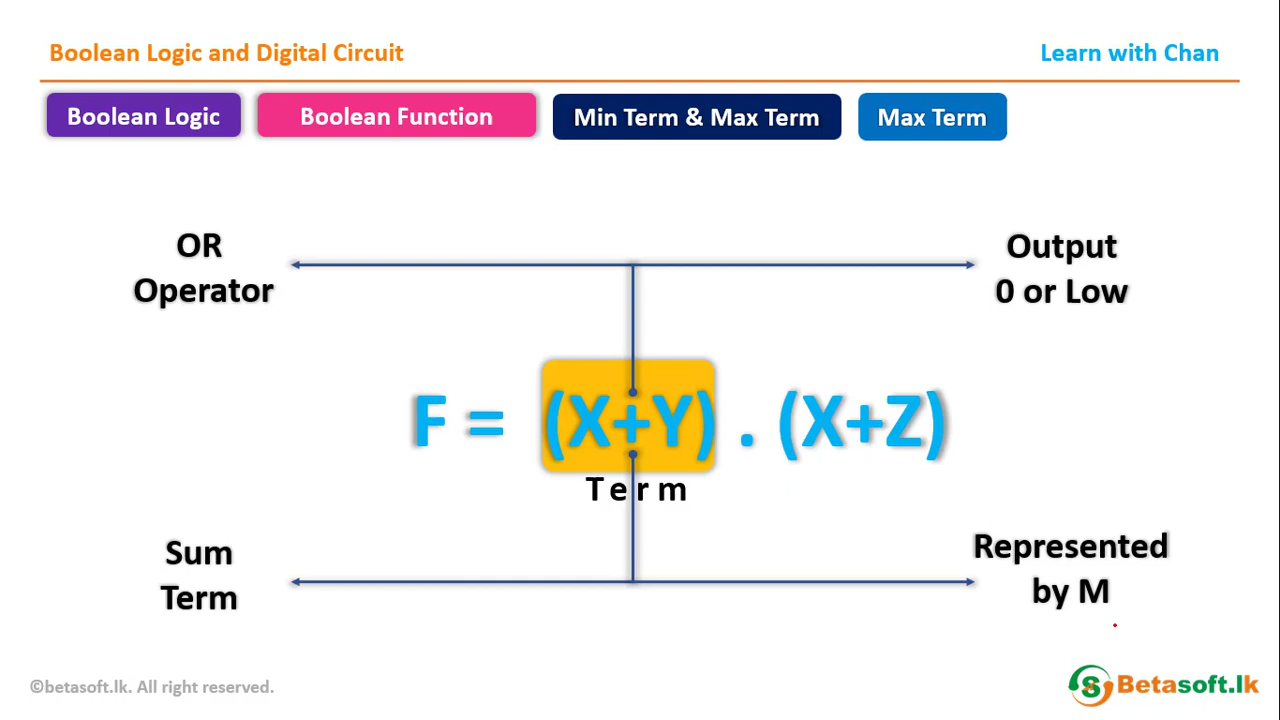 Boolean Logic and Digital Circuit
Learn with Chan
Boolean Logic
Boolean Function
Min Term & Max Term
Max Term
OR
Operator
Output
0 or Low
F = (X+Y) . (X+Z)
Term
Sum
Term
Represented
by M
©betasoft.lk. All right reserved.
Betasoft.lk